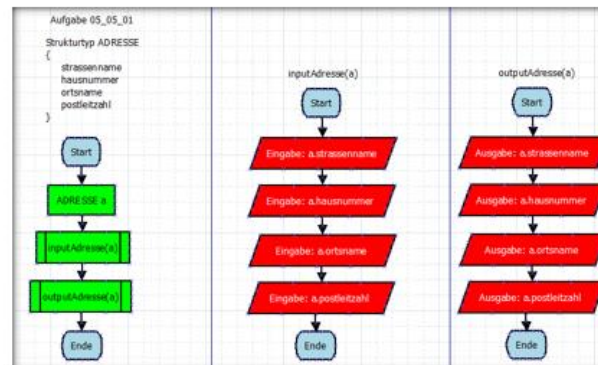 Aufgabe 05_05_01
Strukturtyp ADRESSE
{
strassenname
hausnummer
ortsname
postleitzahl
}
Start
ADRESSE a
inputAdresse(a)
outputAdresse(a)
Ende
inputAdresse(a)
Start
Eingabe: a.strassenname
Eingabe: a.hausnummer
Eingabe: a.ortsname
Eingabe: a.postleitzahl
Ende
outputAdresse(a)
Start
Ausgabe: a.strassenname
Ausgabe: a.hausnummer
Ausgabe: a.ortsname
Ausgabe: a.postleitzahl
Ende